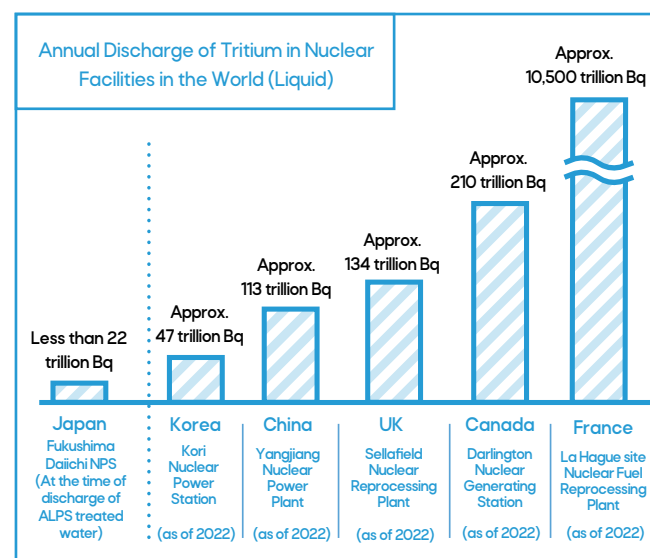 Annual Discharge of Tritium in Nuclear
Facilities in the World (Liquid)
Less than 22
trillion Bq
Approx.
47 trillion Bq
Approx.
113 trillion Bq
Approx.
134 trillion Bq
Approx.
210 trillion Bq
Approx.
10,500 trillion Bq
Japan
Fukushima
Daiichi NPS
(At the time of
discharge of
ALPS treated
water)
Korea
Kori
Nuclear
Power
Station
(as of 2022)
China
Yangjiang
Nuclear
Power
Plant
(as of 2022)
UK
Sellafield
Nuclear
Reprocessing
Plant
(as of 2022)
Canada
Darlington
Nuclear
Generating
Station
(as of 2022)
France
La Hague site
Nuclear Fuel
Reprocessing
Plant
(as of 2022)